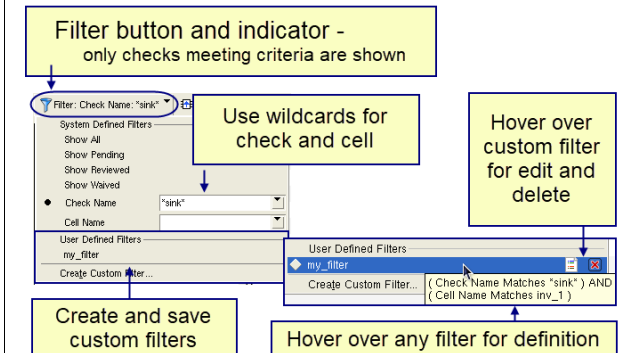 Filter button and indicator -
only checks meeting criteria are shown
Filter: Check Name: "sink"
System Defined Filters
Show All
Show Pending
Show Reviewed
Show Waived
Check Name
*sink*
Cell Name
User Defined Filters
my_filter
Create Custom Filter...
Use wildcards for
check and cell
Hover over
custom filter
for edit and
delete
User Defined Filters
my_filter
Create Custom Filter...
( Check Name Matches "sink" ) AND
( Cell Name Matches inv_1 )
Create and save
custom filters
Hover over any filter for definition